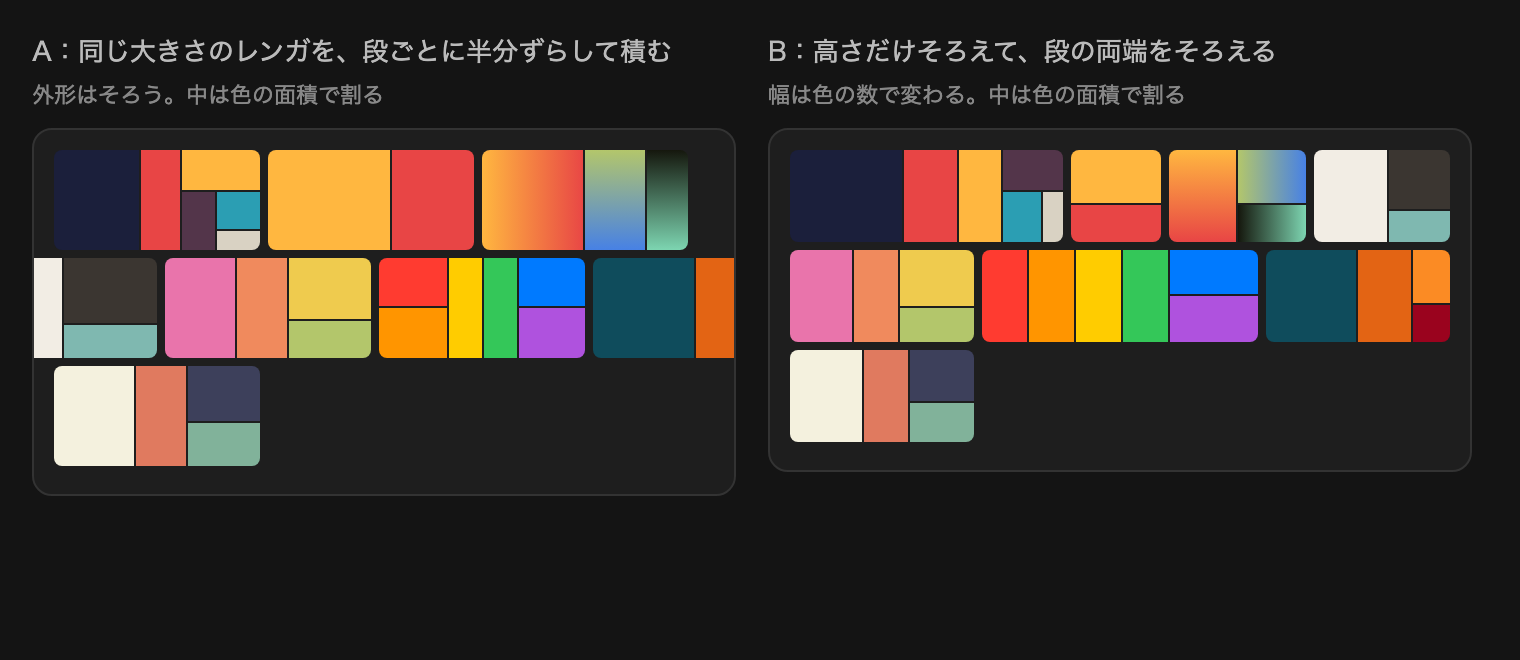 A：同じ大きさのレンガを、段ごとに半分ずらして積む
外形はそろう。中は色の面積で割る
B：高さだけそろえて、段の両端をそろえる
幅は色の数で変わる。中は色の面積で割る